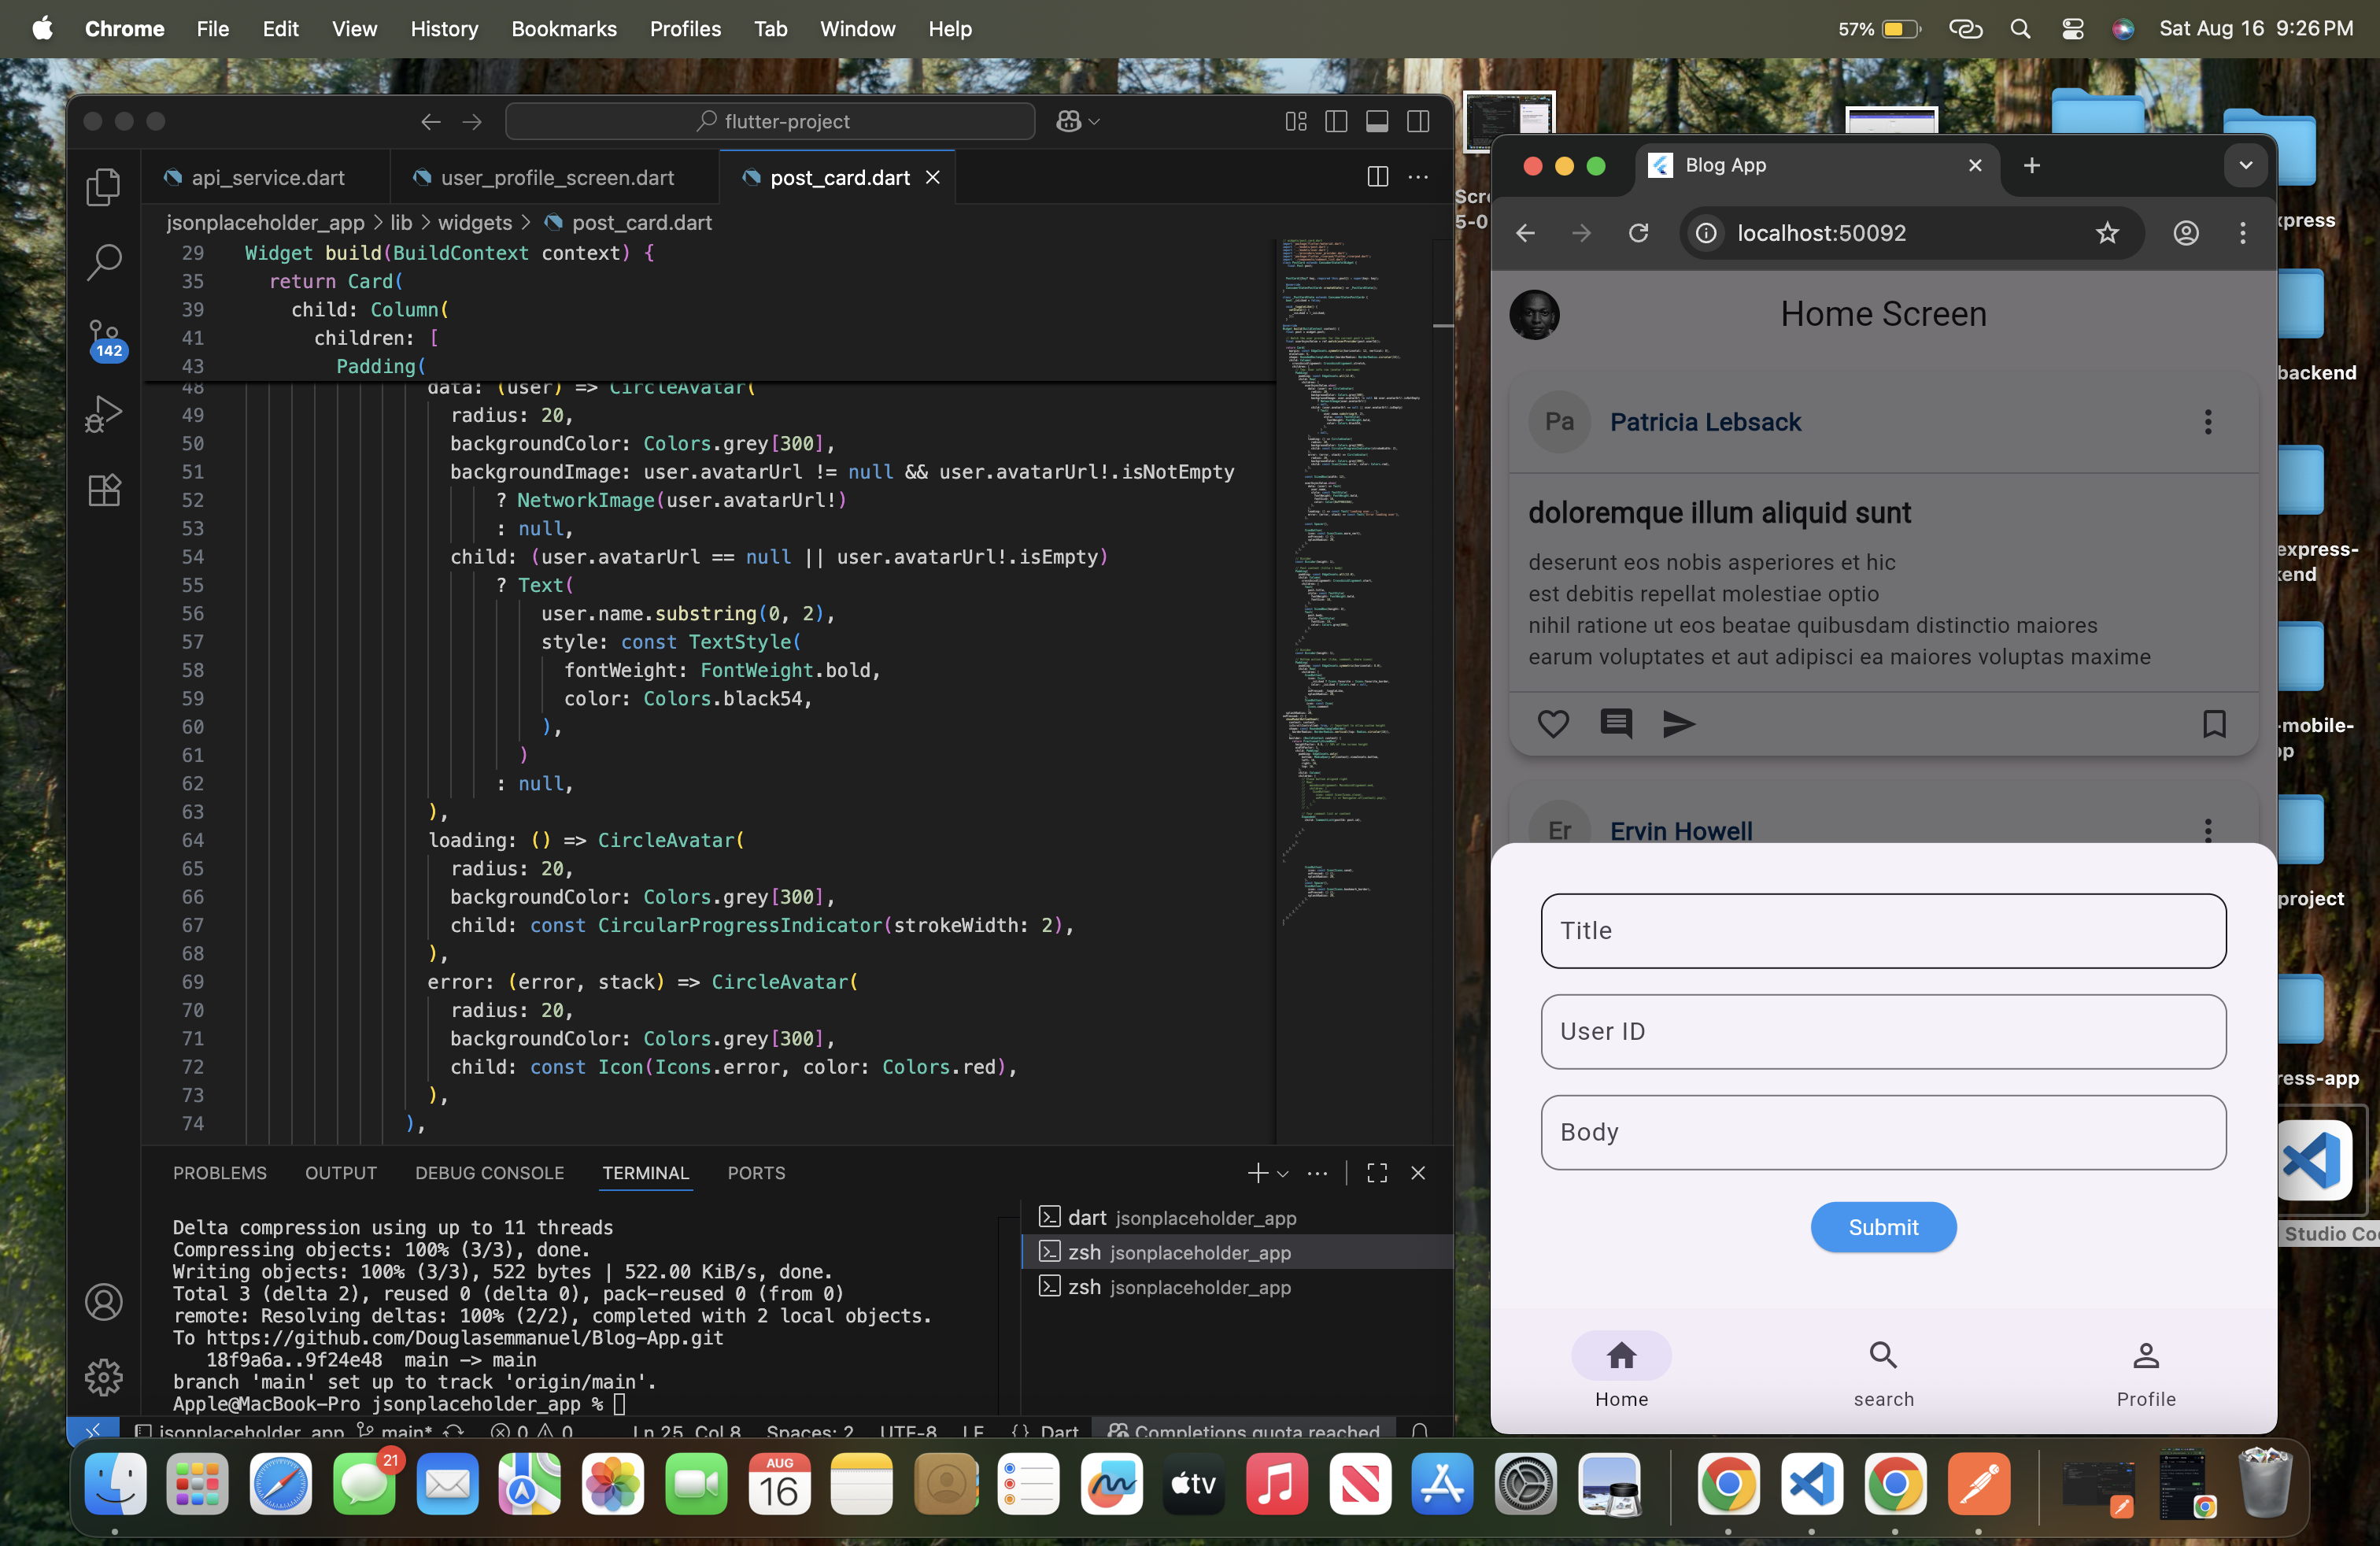 Chrome File Edit View History Bookmarks Profiles Tab Window Help
57% Sat Aug 16 9:26 PM
flutter-project
api_service.dart user_profile_screen.dart post_card.dart
jsonplaceholder_app > lib > widgets > post_card.dart
29 Widget build(BuildContext context) {
35 return Card(
39 child: Column(
41 children: [
43 Padding(
48 data: (user) => CircleAvatar(
49 radius: 20,
50 backgroundColor: Colors.grey[300],
51 backgroundImage: user.avatarUrl != null && user.avatarUrl!.isNotEmpty
52 ? NetworkImage(user.avatarUrl!)
53 : null,
54 child: (user.avatarUrl == null || user.avatarUrl!.isEmpty)
55 ? Text(
56 user.name.substring(0, 2),
57 style: const TextStyle(
58 fontWeight: FontWeight.bold,
59 color: Colors.black54,
60 ),
61 )
62 : null,
63 ),
64 loading: () => CircleAvatar(
65 radius: 20,
66 backgroundColor: Colors.grey[300],
67 child: const CircularProgressIndicator(strokeWidth: 2),
68 ),
69 error: (error, stack) => CircleAvatar(
70 radius: 20,
71 backgroundColor: Colors.grey[300],
72 child: const Icon(Icons.error, color: Colors.red),
73 ),
74 ),
142
PROBLEMS OUTPUT DEBUG CONSOLE TERMINAL PORTS
Delta compression using up to 11 threads
Compressing objects: 100% (3/3), done.
Writing objects: 100% (3/3), 522 bytes | 522.00 KiB/s, done.
Total 3 (delta 2), reused 0 (delta 0), pack-reused 0 (from 0)
remote: Resolving deltas: 100% (2/2), completed with 2 local objects.
To https://github.com/Douglasemmanuel/Blog-App.git
18f9a6a..9f24e48 main -> main
branch 'main' set up to track 'origin/main'.
Apple@MacBook-Pro jsonplaceholder_app %
dart jsonplaceholder_app
zsh jsonplaceholder_app
zsh jsonplaceholder_app
jsonplaceholder_app main* 0 0 Ln 25, Col 8 Spaces: 2 UTF-8 LF {} Dart Completions quota reached
Blog App
localhost:50092
Home Screen
Pa Patricia Lebsack
doloremque illum aliquid sunt
deserunt eos nobis asperiores et hic
est debitis repellat molestiae optio
nihil ratione ut eos beatae quibusdam distinctio maiores
earum voluptates et aut adipisci ea maiores voluptas maxime
Er Ervin Howell
Title
User ID
Body
Submit
Home search Profile
5-0
backend
express-
-mobile-
project
Studio
21
AUG
16
tv